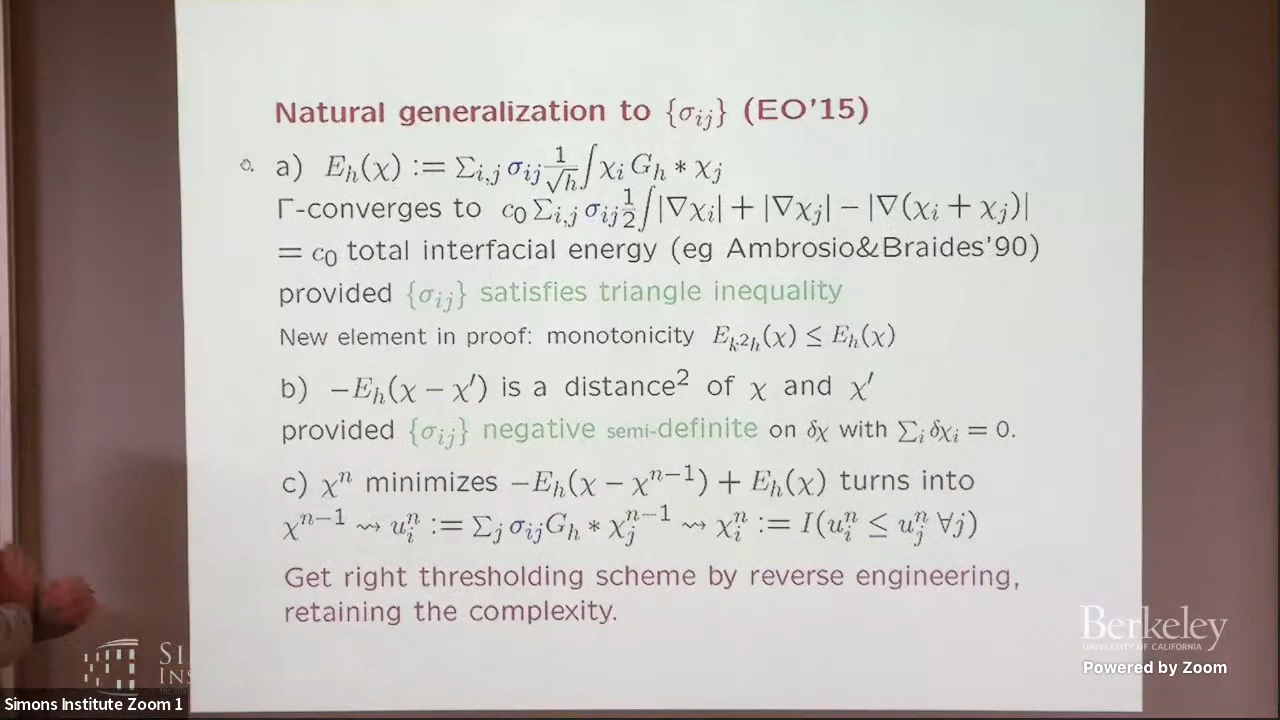 Natural generalization to {σ_ij} (EO'15)
a) E_h(χ) := Σ_{i,j} σ_ij 1/√h ∫ χ_i G_h * χ_j
Γ-converges to c_0 Σ_{i,j} σ_ij 1/2 ∫ |∇χ_i| + |∇χ_j| − |∇(χ_i + χ_j)|
= c_0 total interfacial energy (eg Ambrosio&Braides'90)
provided {σ_ij} satisfies triangle inequality
New element in proof: monotonicity E_{k²h}(χ) ≤ E_h(χ)
b) −E_h(χ − χ′) is a distance² of χ and χ′
provided {σ_ij} negative semi-definite on δχ with Σ_i δχ_i = 0.
c) χ^n minimizes −E_h(χ − χ^{n−1}) + E_h(χ) turns into
χ^{n−1} ⇝ u_i^n := Σ_j σ_ij G_h * χ_j^{n−1} ⇝ χ_i^n := I(u_i^n ≤ u_j^n ∀j)
Get right thresholding scheme by reverse engineering,
retaining the complexity.
Berkeley
UNIVERSITY OF CALIFORNIA
Powered by Zoom
Simons Institute Zoom 1